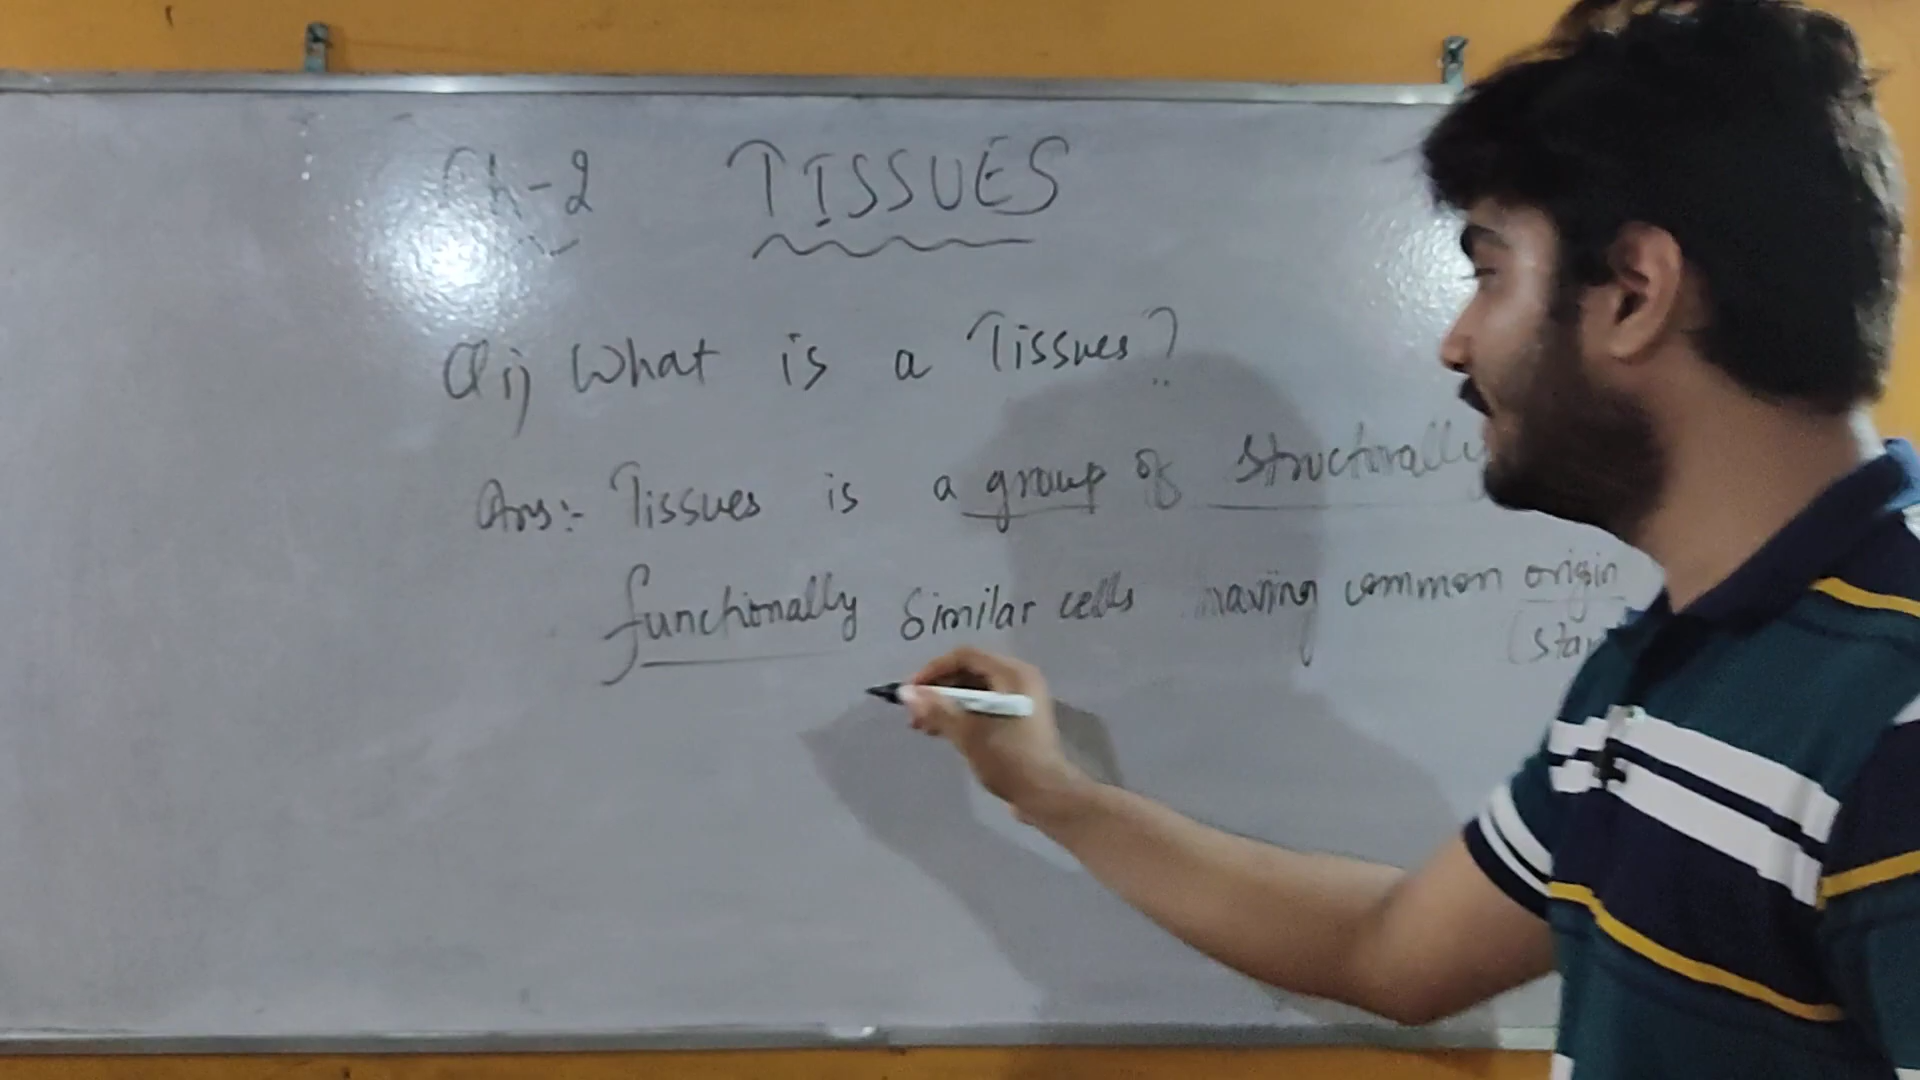 Ch-2 TISSUES
Q1) What is a Tissues?
Ans:- Tissues is a group of structurally
functionally similar cells having common origin